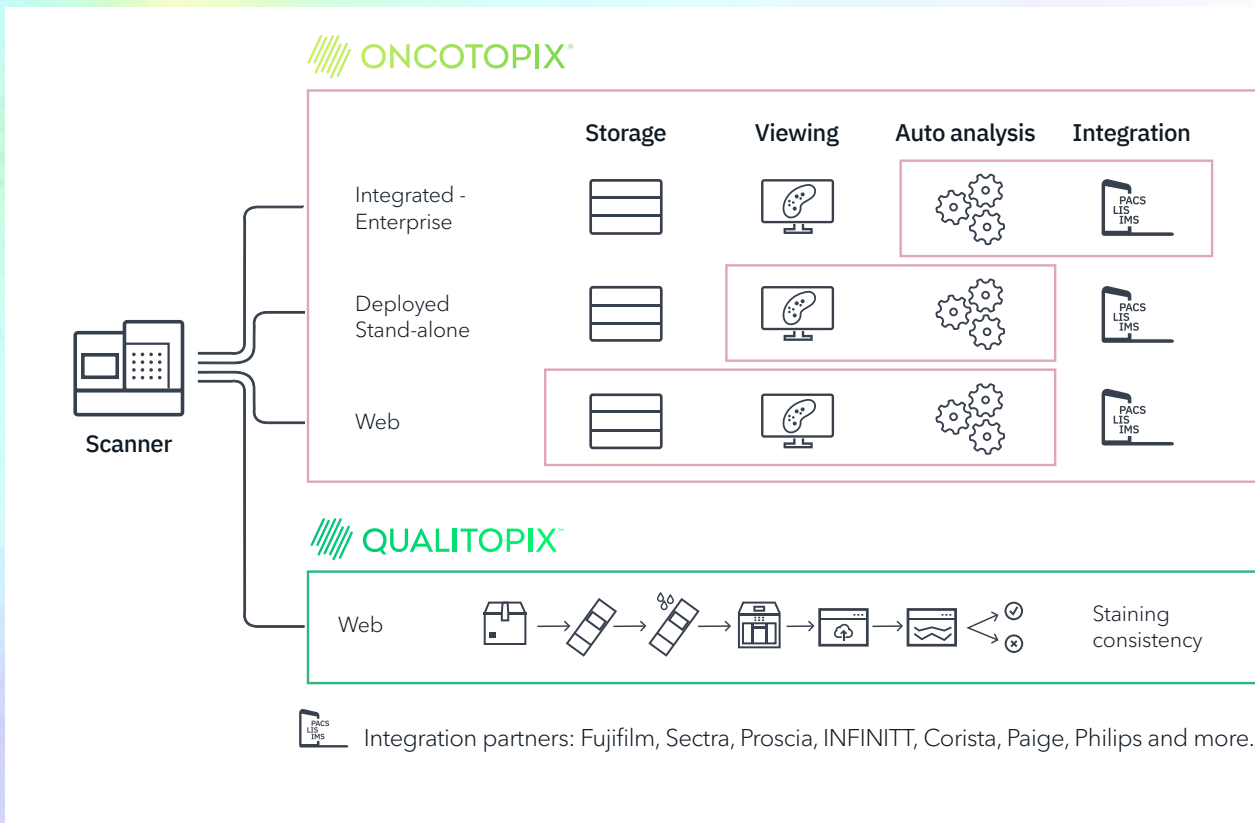 ONCOTOPIX®
Storage Viewing Auto analysis Integration
Integrated -
Enterprise
PACS
LIS
IMS
Deployed
Stand-alone
PACS
LIS
IMS
Web
PACS
LIS
IMS
Scanner
QUALITOPIX™
Web
Staining
consistency
PACS
LIS
IMS
Integration partners: Fujifilm, Sectra, Proscia, INFINITT, Corista, Paige, Philips and more.